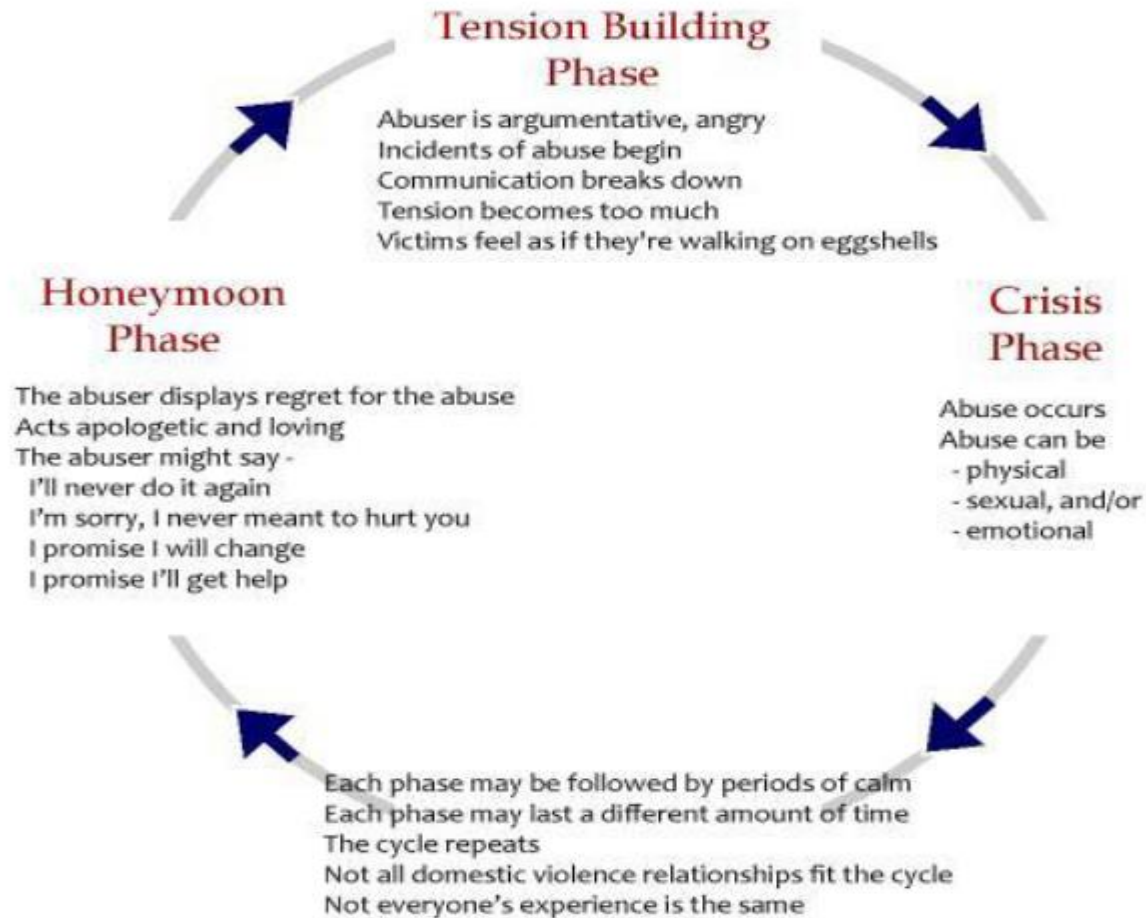 Tension Building
Phase
Abuser is argumentative, angry
Incidents of abuse begin
Communication breaks down
Tension becomes too much
Victims feel as if they're walking on eggshells
Honeymoon
Phase
The abuser displays regret for the abuse
Acts apologetic and loving
The abuser might say -
I'll never do it again
I'm sorry, I never meant to hurt you
I promise I will change
I promise I'll get help
Crisis
Phase
Abuse occurs
Abuse can be
- physical
- sexual, and/or
- emotional
Each phase may be followed by periods of calm
Each phase may last a different amount of time
The cycle repeats
Not all domestic violence relationships fit the cycle
Not everyone's experience is the same